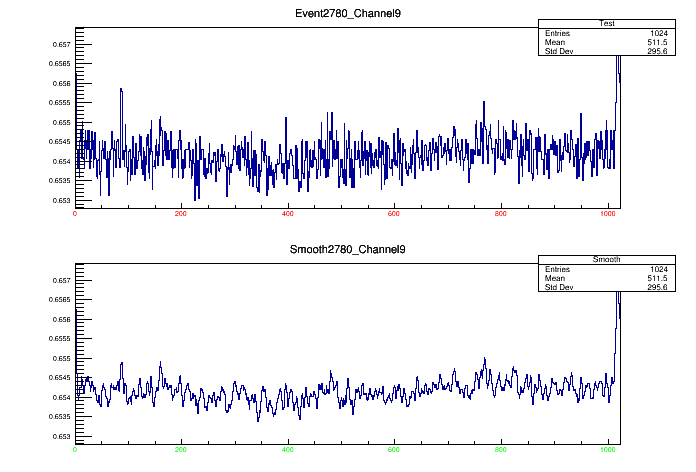 Event2780_Channel9
Test
Entries 1024
Mean 511.5
Std Dev 295.6
0.657
0.6565
0.656
0.6555
0.655
0.6545
0.654
0.6535
0.653
0 200 400 600 800 1000
Smooth2780_Channel9
Smooth
Entries 1024
Mean 511.5
Std Dev 295.6
0.657
0.6565
0.656
0.6555
0.655
0.6545
0.654
0.6535
0.653
0 200 400 600 800 1000